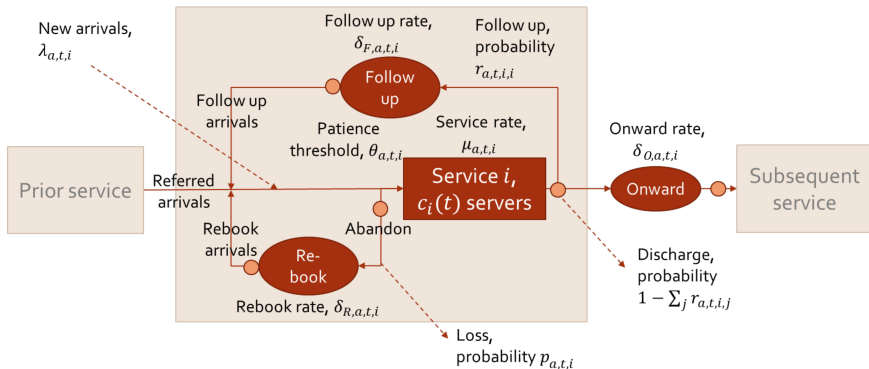 New arrivals,
λ_{a,t,i}
Follow up rate,
δ_{F,a,t,i}
Follow up,
probability
r_{a,t,i,i}
Follow
up
Follow up
arrivals
Patience
threshold, θ_{a,t,i}
Service rate,
μ_{a,t,i}
Onward rate,
δ_{O,a,t,i}
Prior service
Referred
arrivals
Service i,
c_i(t) servers
Onward
Subsequent
service
Rebook
arrivals
Abandon
Re-
book
Rebook rate, δ_{R,a,t,i}
Discharge,
probability
1 − ∑_j r_{a,t,i,j}
Loss,
probability p_{a,t,i}